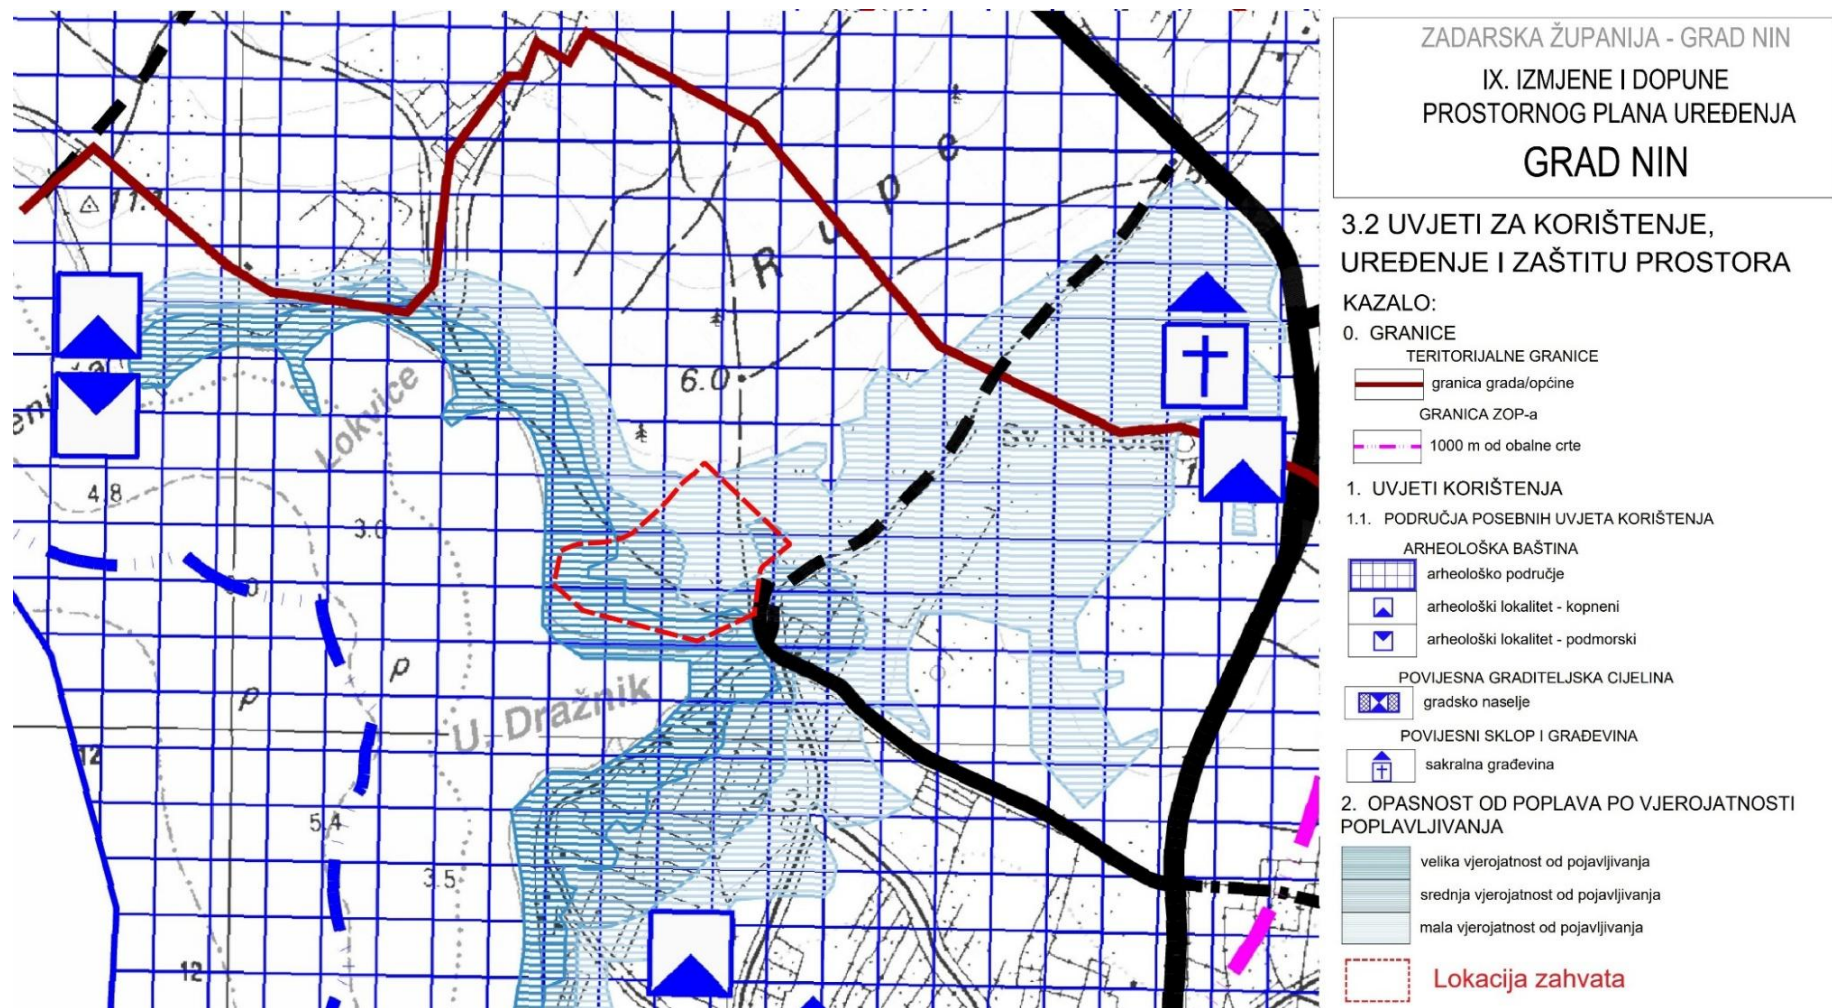 ZADARSKA ŽUPANIJA - GRAD NIN
IX. IZMJENE I DOPUNE
PROSTORNOG PLANA UREĐENJA
GRAD NIN
3.2 UVJETI ZA KORIŠTENJE,
UREĐENJE I ZAŠTITU PROSTORA
KAZALO:
0. GRANICE
TERITORIJALNE GRANICE
granica grada/općine
GRANICA ZOP-a
1000 m od obalne crte
1. UVJETI KORIŠTENJA
1.1. PODRUČJA POSEBNIH UVJETA KORIŠTENJA
ARHEOLOŠKA BAŠTINA
arheološko područje
arheološki lokalitet - kopneni
arheološki lokalitet - podmorski
POVIJESNA GRADITELJSKA CIJELINA
gradsko naselje
POVIJESNI SKLOP I GRAĐEVINA
sakralna građevina
2. OPASNOST OD POPLAVA PO VJEROJATNOSTI
POPLAVLJIVANJA
velika vjerojatnost od pojavljivanja
srednja vjerojatnost od pojavljivanja
mala vjerojatnost od pojavljivanja
Lokacija zahvata
Rupe
6.0
Lokvice
4.8
3.0
p
p
U. Dražnik
12
5.4
3.5
12